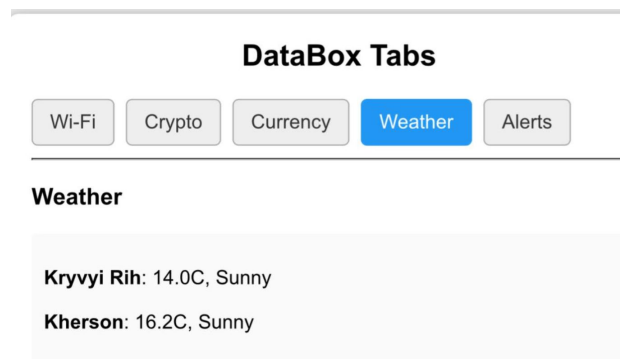 DataBox Tabs
Wi-Fi Crypto Currency Weather Alerts
Weather
Kryvyi Rih: 14.0C, Sunny
Kherson: 16.2C, Sunny